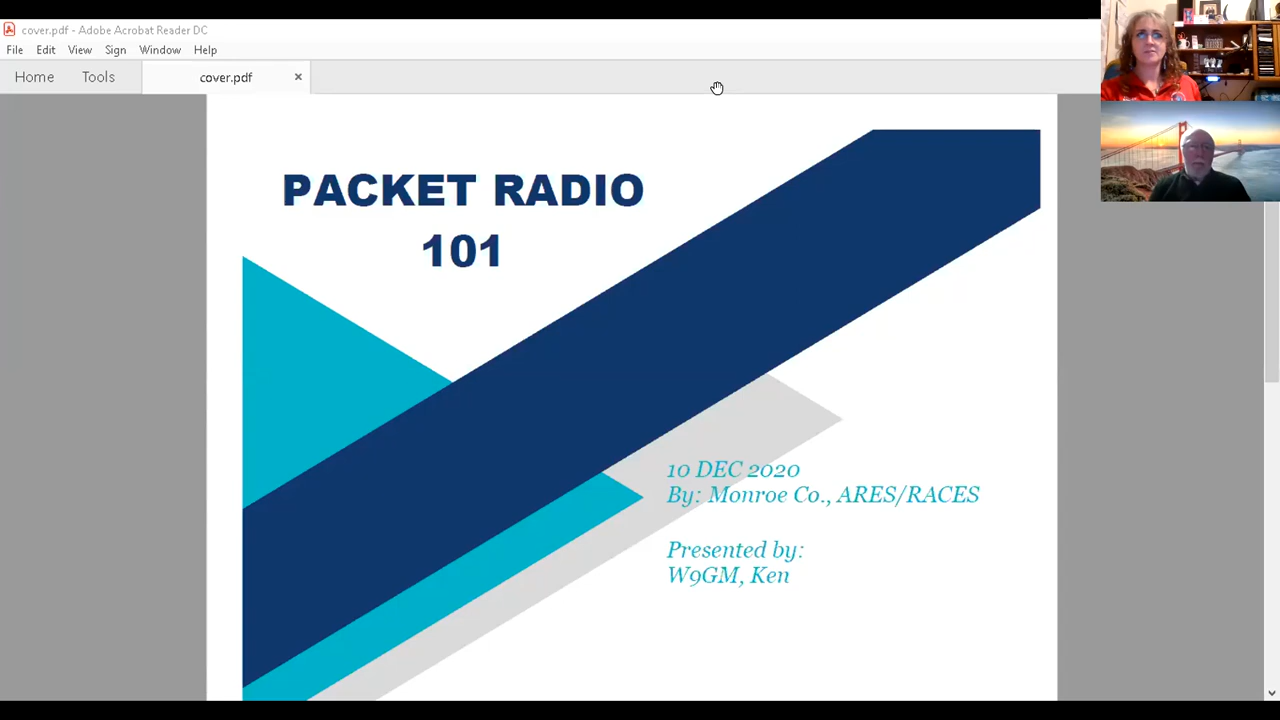 cover.pdf - Adobe Acrobat Reader DC
File Edit View Sign Window Help
Home Tools cover.pdf ×
PACKET RADIO
101
10 DEC 2020
By: Monroe Co., ARES/RACES
Presented by:
W9GM, Ken